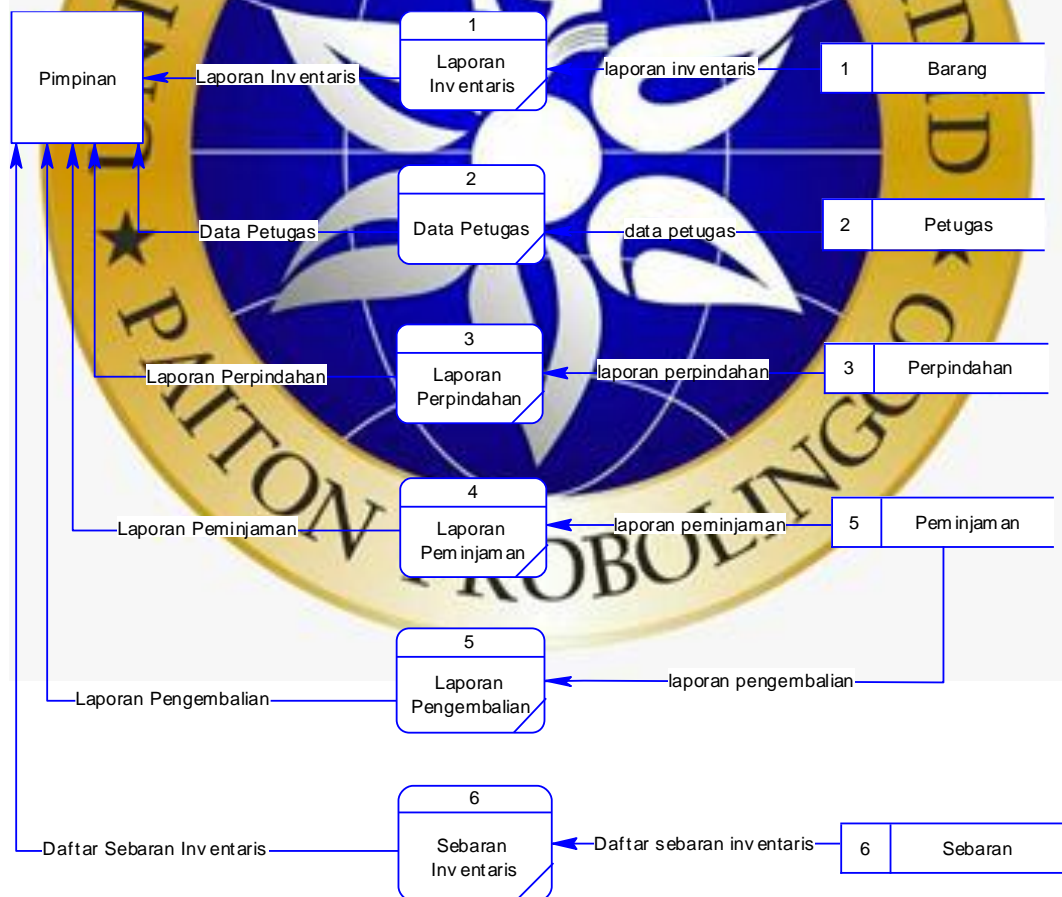 1
Pimpinan
Laporan Inventaris
Laporan
Inventaris
laporan inventaris
1
Barang
2
Data Petugas
Data Petugas
data petugas
2
Petugas
3
Laporan Perpindahan
Laporan
Perpindahan
laporan perpindahan
3
Perpindahan
4
Laporan Peminjaman
Laporan
Peminjaman
laporan peminjaman
5
Peminjaman
5
Laporan Pengembalian
Laporan
Pengembalian
laporan pengembalian
6
Daftar Sebaran Inventaris
Sebaran
Inventaris
Daftar sebaran inventaris
6
Sebaran
PAITON PROBOLINGGO